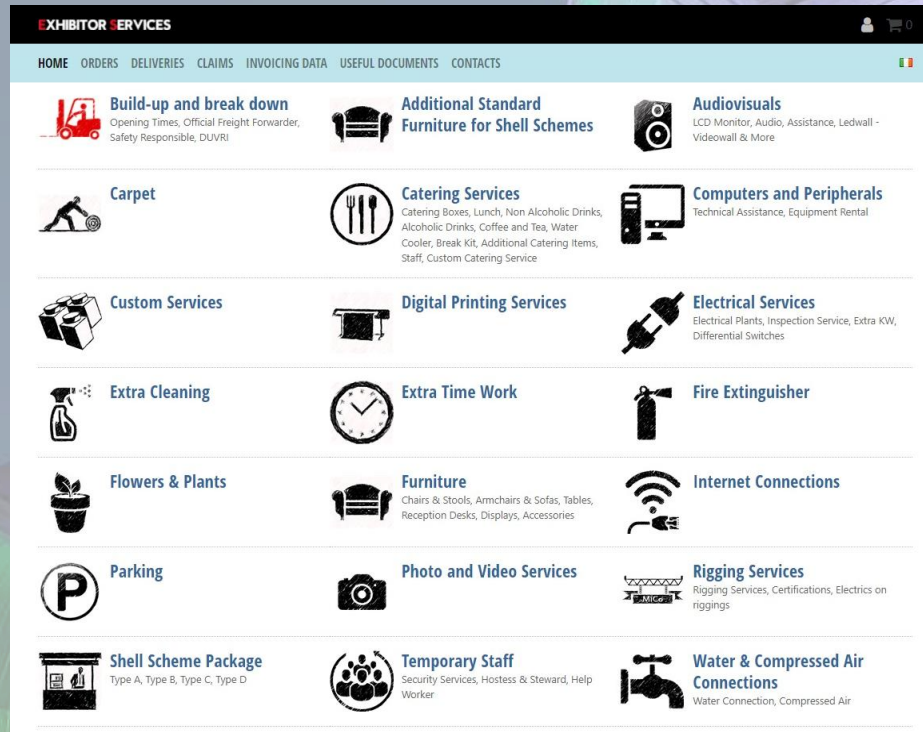 EXHIBITOR SERVICES
0
HOME ORDERS DELIVERIES CLAIMS INVOICING DATA USEFUL DOCUMENTS CONTACTS
Build-up and break down
Opening Times, Official Freight Forwarder,
Safety Responsible, DUVRI
Additional Standard
Furniture for Shell Schemes
Audiovisuals
LCD Monitor, Audio, Assistance, Ledwall -
Videowall & More
Carpet
Catering Services
Catering Boxes, Lunch, Non Alcoholic Drinks,
Alcoholic Drinks, Coffee and Tea, Water
Cooler, Break Kit, Additional Catering Items,
Staff, Custom Catering Service
Computers and Peripherals
Technical Assistance, Equipment Rental
Custom Services
Digital Printing Services
Electrical Services
Electrical Plants, Inspection Service, Extra KW,
Differential Switches
Extra Cleaning
Extra Time Work
Fire Extinguisher
Flowers & Plants
Furniture
Chairs & Stools, Armchairs & Sofas, Tables,
Reception Desks, Displays, Accessories
Internet Connections
P
Parking
Photo and Video Services
MiCo
Rigging Services
Rigging Services, Certifications, Electrics on
riggings
Shell Scheme Package
Type A, Type B, Type C, Type D
Temporary Staff
Security Services, Hostess & Steward, Help
Worker
Water & Compressed Air
Connections
Water Connection, Compressed Air